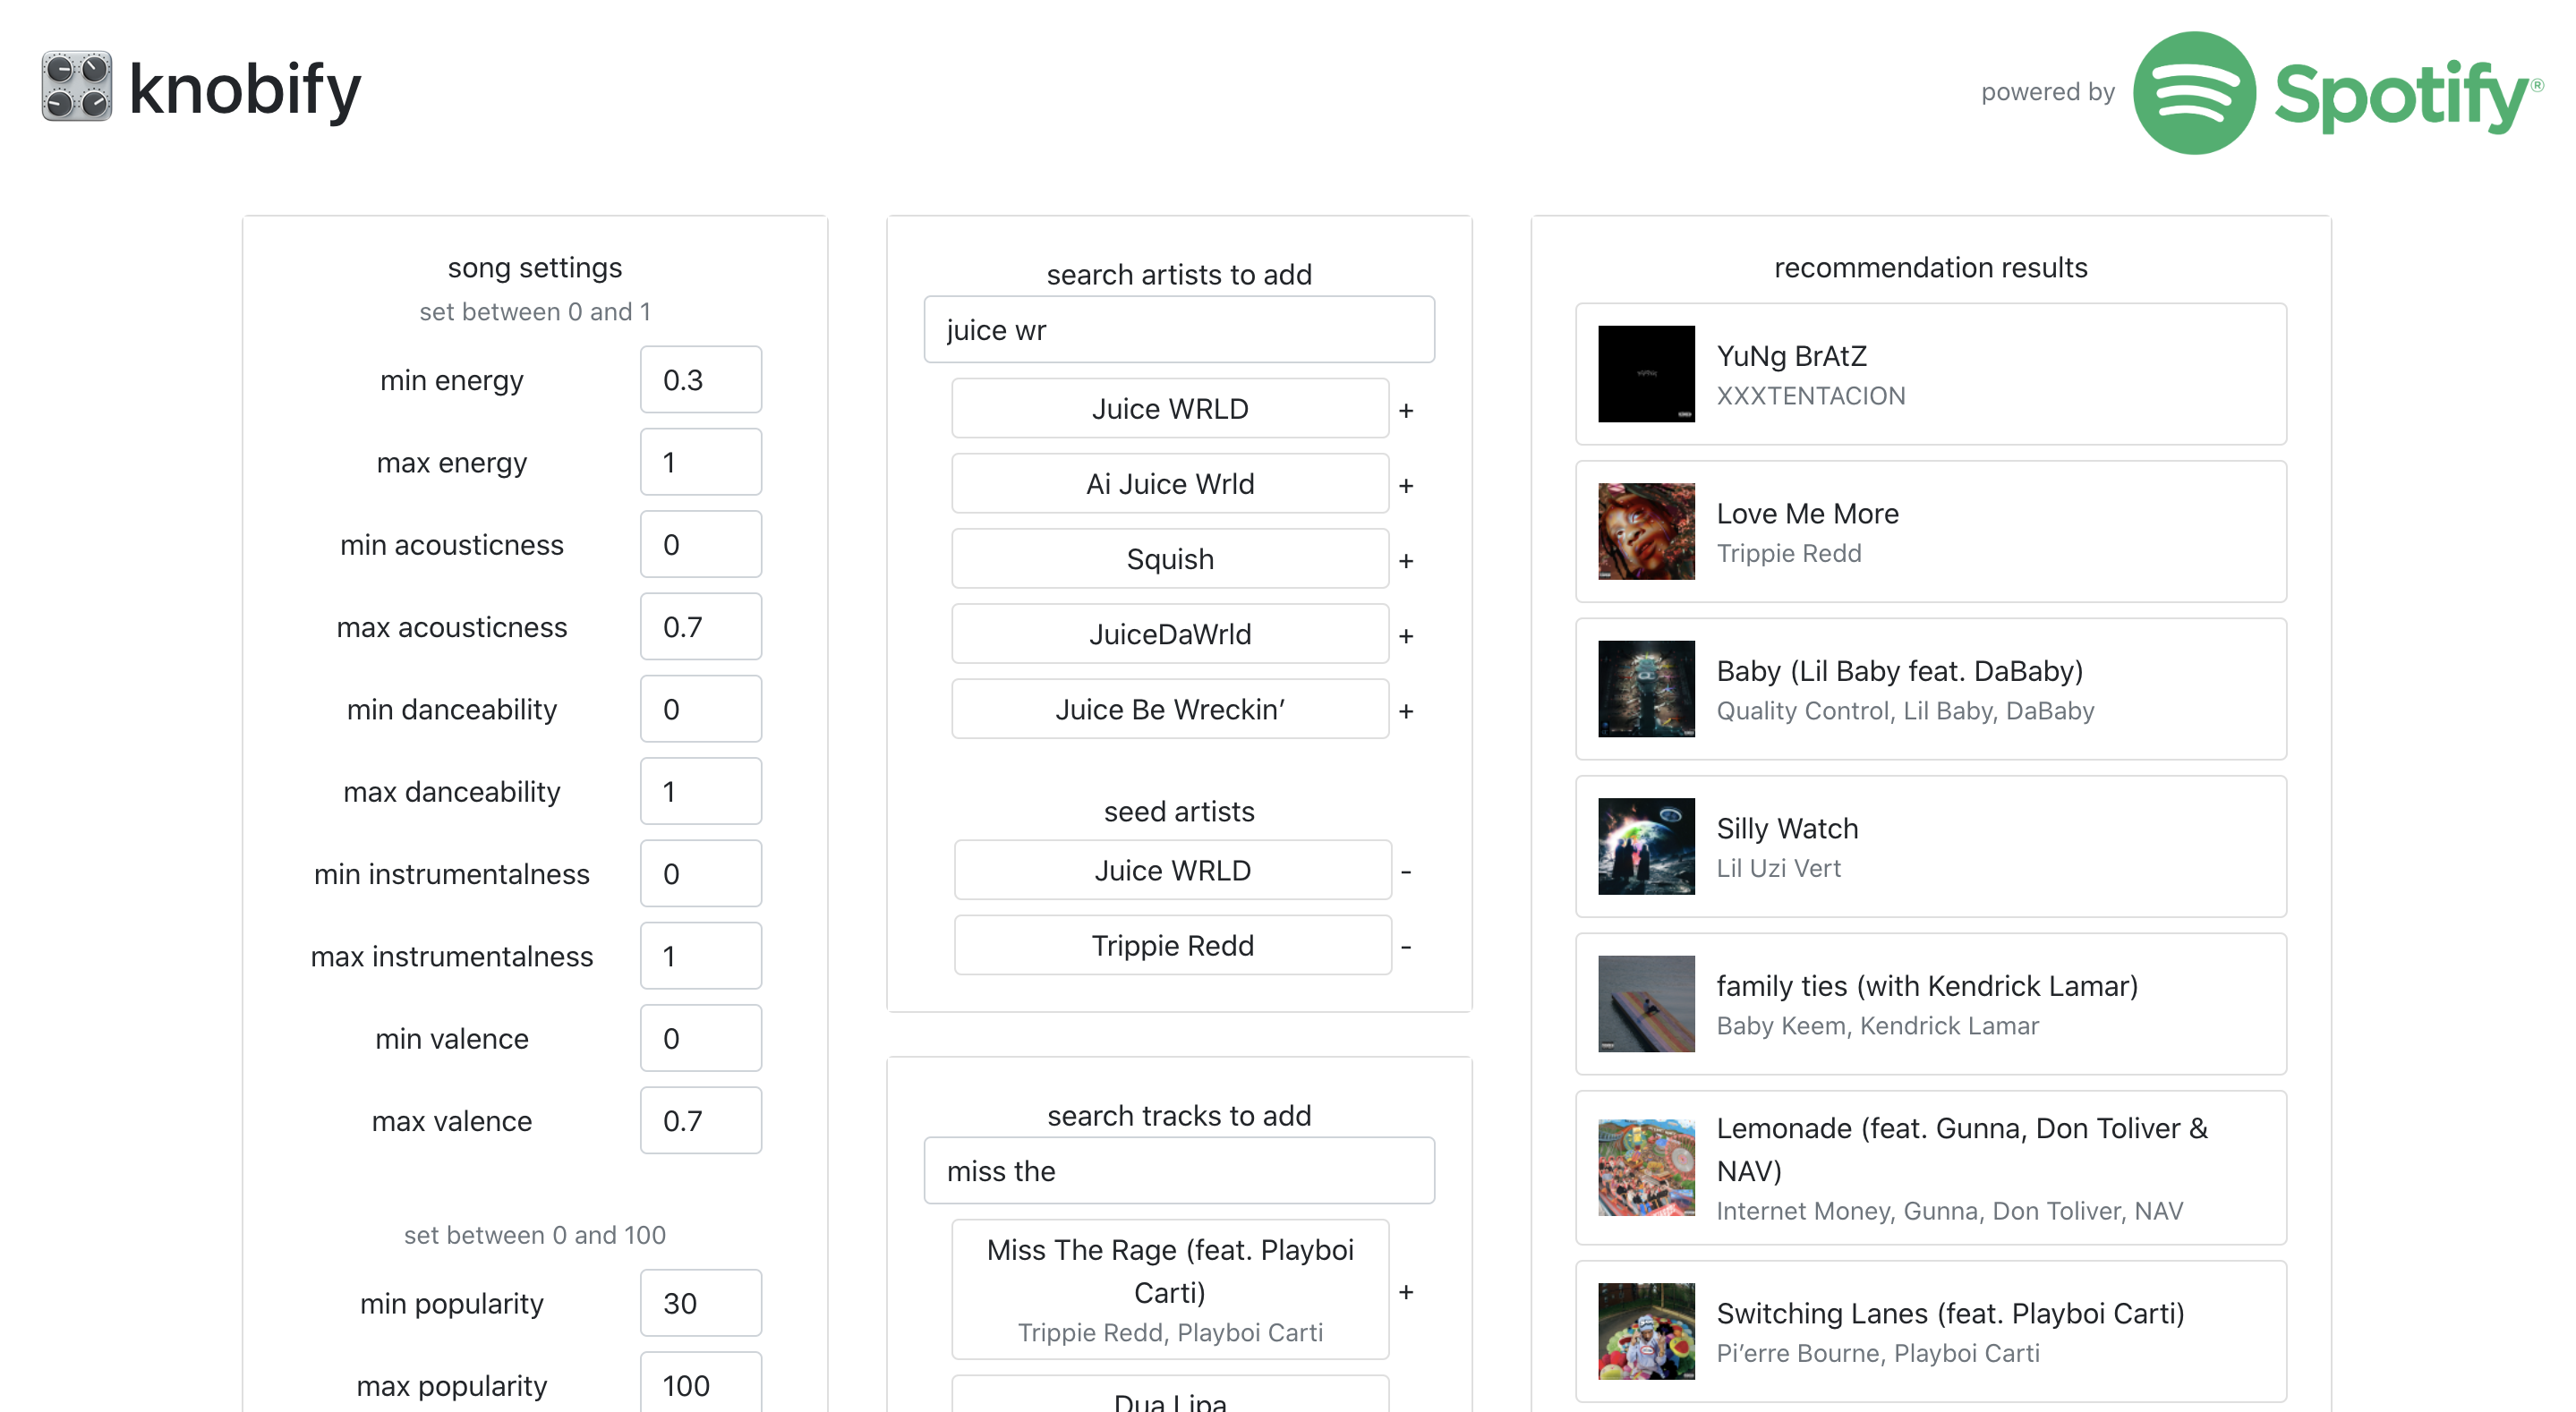 knobify
powered by Spotify®
song settings
set between 0 and 1
min energy 0.3
max energy 1
min acousticness 0
max acousticness 0.7
min danceability 0
max danceability 1
min instrumentalness 0
max instrumentalness 1
min valence 0
max valence 0.7
set between 0 and 100
min popularity 30
max popularity 100
search artists to add
juice wr
Juice WRLD +
Ai Juice Wrld +
Squish +
JuiceDaWrld +
Juice Be Wreckin’ +
seed artists
Juice WRLD -
Trippie Redd -
search tracks to add
miss the
Miss The Rage (feat. Playboi
Carti) +
Trippie Redd, Playboi Carti
Dua Lipa
recommendation results
YuNg BrAtZ
XXXTENTACION
Love Me More
Trippie Redd
Baby (Lil Baby feat. DaBaby)
Quality Control, Lil Baby, DaBaby
Silly Watch
Lil Uzi Vert
family ties (with Kendrick Lamar)
Baby Keem, Kendrick Lamar
Lemonade (feat. Gunna, Don Toliver &
NAV)
Internet Money, Gunna, Don Toliver, NAV
Switching Lanes (feat. Playboi Carti)
Pi’erre Bourne, Playboi Carti